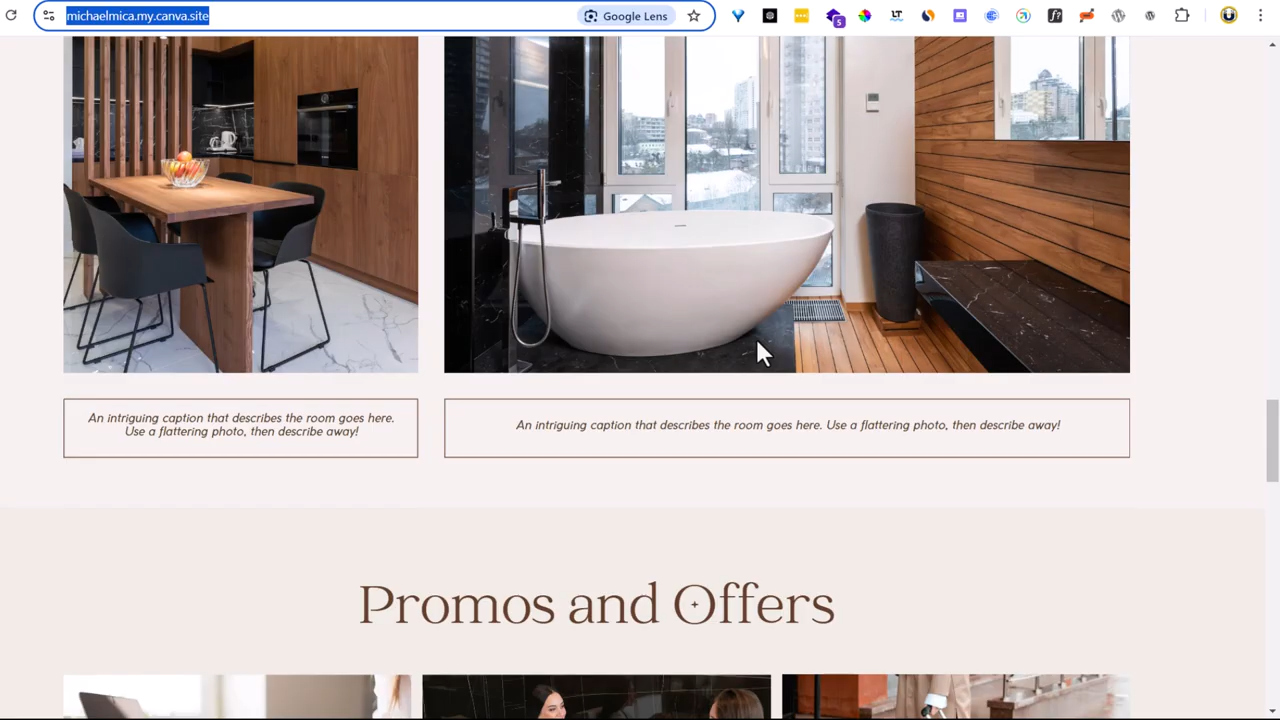 michaelmica.my.canva.site
Google Lens
LT
f?
5
An intriguing caption that describes the room goes here.
Use a flattering photo, then describe away!
An intriguing caption that describes the room goes here. Use a flattering photo, then describe away!
Promos and Offers